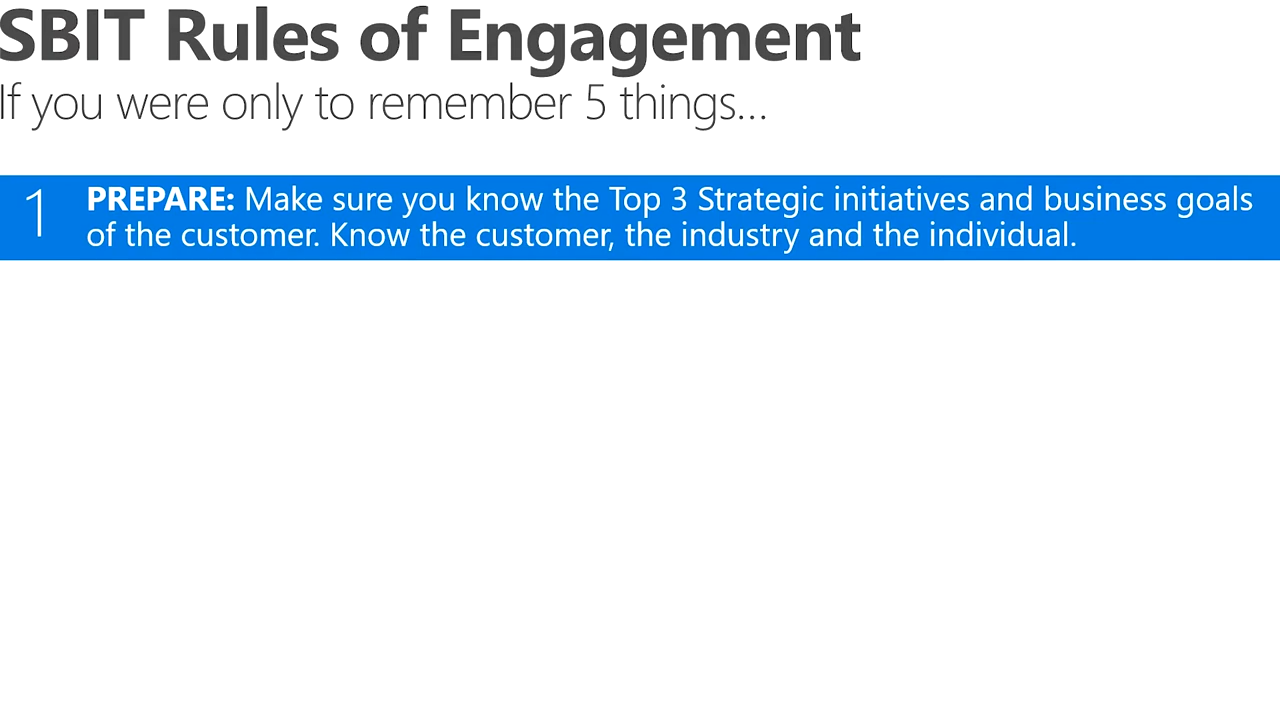 SBIT Rules of Engagement
If you were only to remember 5 things...
1 PREPARE: Make sure you know the Top 3 Strategic initiatives and business goals
of the customer. Know the customer, the industry and the individual.